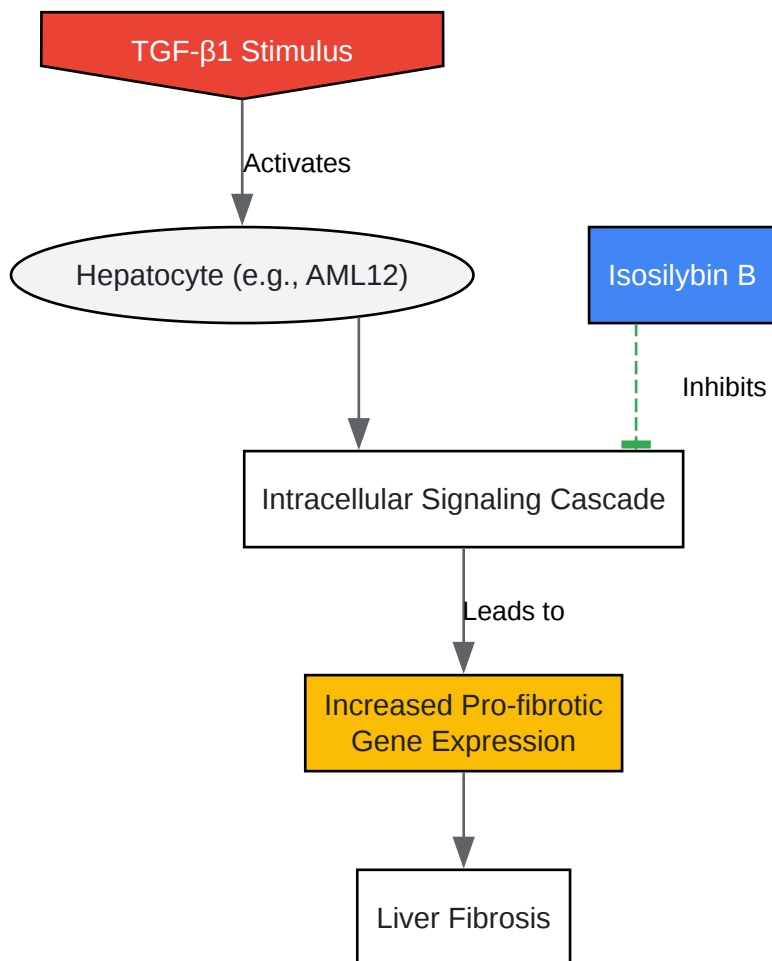 TGF-β1 Stimulus
Activates
Hepatocyte (e.g., AML12)
Isosilybin B
Inhibits
Intracellular Signaling Cascade
Leads to
Increased Pro-fibrotic
Gene Expression
Liver Fibrosis